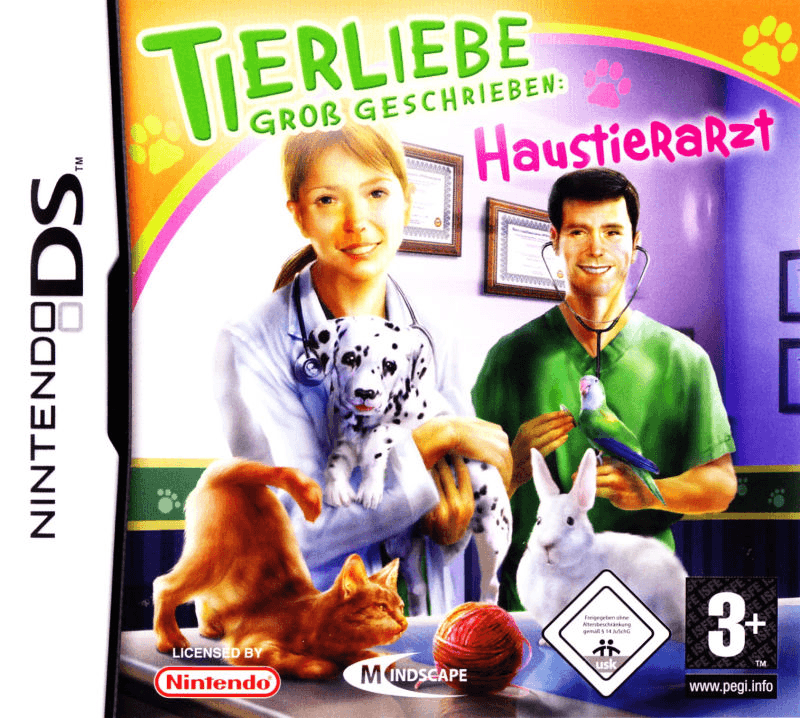 TIERLIEBE
GROß GESCHRIEBEN:
HaustieRaRzt
NINTENDO DS
TM
LICENSED BY
Nintendo
MINDSCAPE
Freigegeben ohne
Altersbeschränkung
gemäß § 14 JuSchG
usk
3+
TM
www.pegi.info